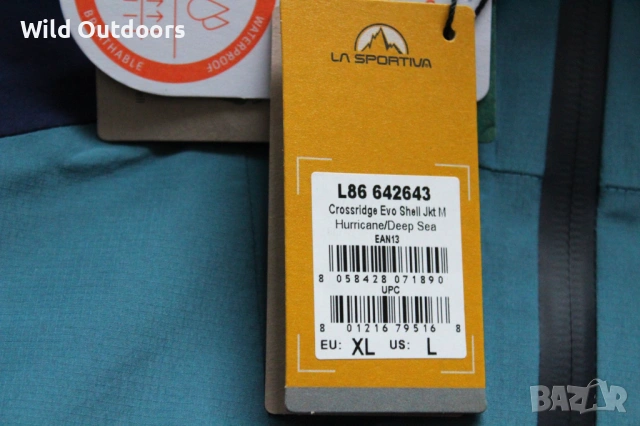 Wild Outdoors
BREATHABLE
WATERPROOF
LA SPORTIVA
L86 642643
Crossridge Evo Shell Jkt M
Hurricane/Deep Sea
EAN13
8 058428 071890
UPC
8 01216 79516 8
EU: XL US: L
BAZAR